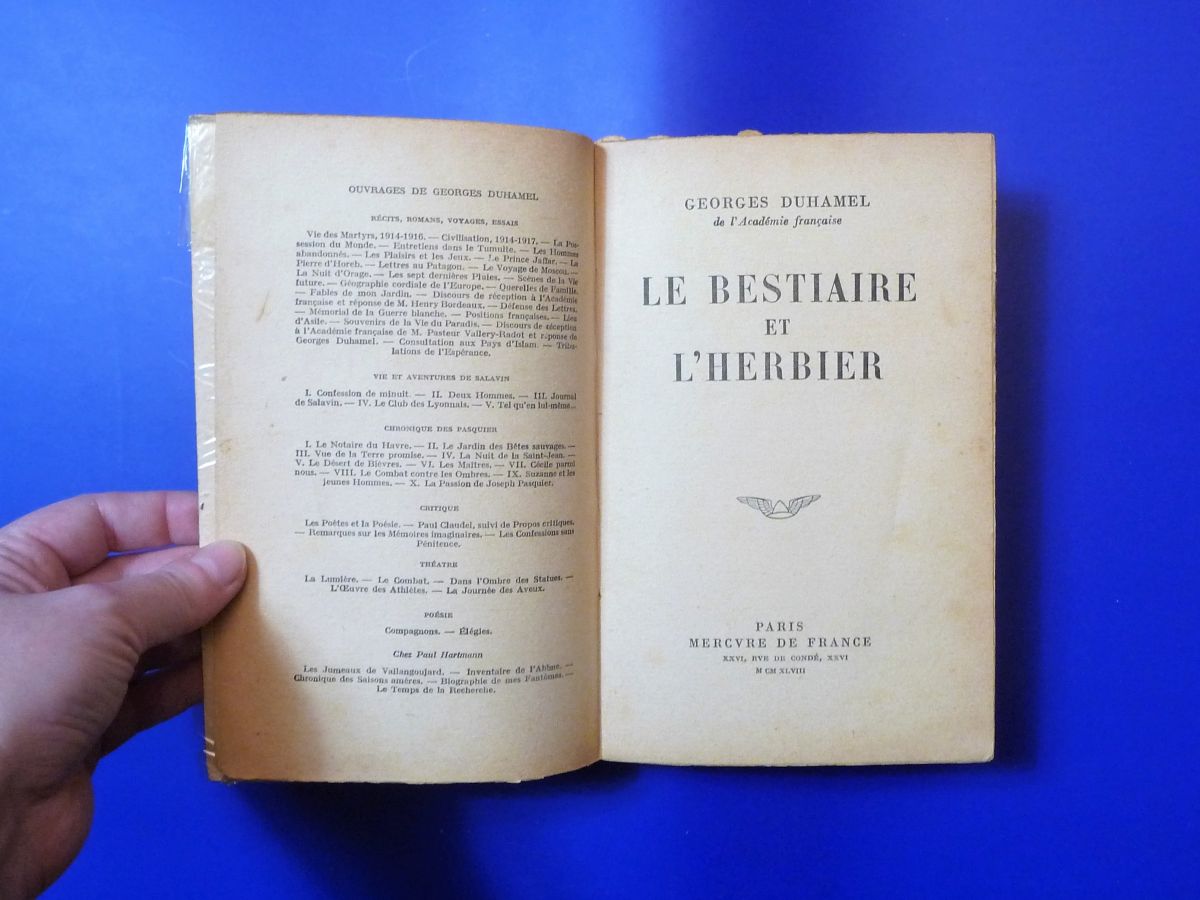 OUVRAGES DE GEORGES DUHAMEL
RÉCITS, ROMANS, VOYAGES, ESSAIS
Vie des Martyrs, 1914-1916. — Civilisation, 1914-1917. — La Pos-
session du Monde. — Entretiens dans le Tumulte. — Les Hommes
abandonnés. — Les Plaisirs et les Jeux. — Le Prince Jaffar. — La
Pierre d'Horeb. — Lettres au Patagon. — Le Voyage de Moscou. —
La Nuit d'Orage. — Les sept dernières Plaies. — Scènes de la Vie
future. — Géographie cordiale de l'Europe. — Querelles de Famille.
— Fables de mon Jardin. — Discours de réception à l'Académie
française et réponse de M. Henry Bordeaux. — Défense des Lettres.
— Mémorial de la Guerre blanche. — Positions françaises. — Lieu
d'Asile. — Souvenirs de la Vie du Paradis. — Discours de réception
à l'Académie française de M. Pasteur Vallery-Radot et réponse de
Georges Duhamel. — Consultation aux Pays d'Islam. — Tribu-
lations de l'Espérance.
VIE ET AVENTURES DE SALAVIN
I. Confession de minuit. — II. Deux Hommes. — III. Journal
de Salavin. — IV. Le Club des Lyonnais. — V. Tel qu'en lui-même...
CHRONIQUE DES PASQUIER
I. Le Notaire du Havre. — II. Le Jardin des Bêtes sauvages. —
III. Vue de la Terre promise. — IV. La Nuit de la Saint-Jean. —
V. Le Désert de Bièvres. — VI. Les Maîtres. — VII. Cécile parmi
nous. — VIII. Le Combat contre les Ombres. — IX. Suzanne et les
jeunes Hommes. — X. La Passion de Joseph Pasquier.
CRITIQUE
Les Poètes et la Poésie. — Paul Claudel, suivi de Propos critiques.
— Remarques sur les Mémoires imaginaires. — Les Confessions sans
Pénitence.
THÉATRE
La Lumière. — Le Combat. — Dans l'Ombre des Statues. —
L'Œuvre des Athlètes. — La Journée des Aveux.
POÉSIE
Compagnons. — Élégies.
Chez Paul Hartmann
Les Jumeaux de Vallangoujard. — Inventaire de l'Abîme. —
Chronique des Saisons amères. — Biographie de mes Fantômes. —
Le Temps de la Recherche.
GEORGES DUHAMEL
de l'Académie française
LE BESTIAIRE
ET
L'HERBIER
PARIS
MERCVRE DE FRANCE
XXVI, RVE DE CONDÉ, XXVI
M CM XLVIII